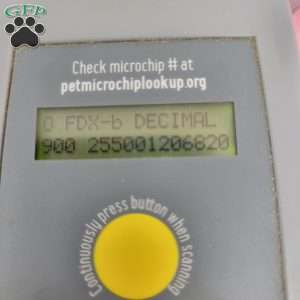 GFP
Check microchip # at
petmicrochiplookup.org
0 FDX-b DECIMAL
900 255001206820
Continuously press button when scanning